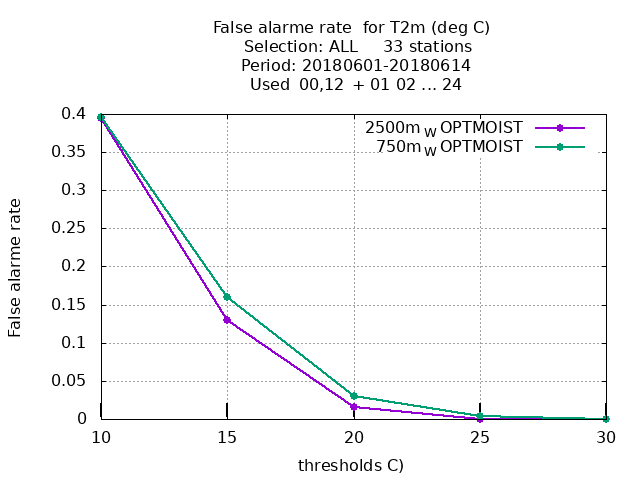 False alarme rate  for T2m (deg C)
Selection: ALL     33 stations
Period: 20180601-20180614
Used  00,12  + 01 02 ... 24
2500m W OPTMOIST
750m W OPTMOIST
0.4
0.35
0.3
0.25
0.2
0.15
0.1
0.05
0
False alarme rate
10 15 20 25 30
thresholds C)